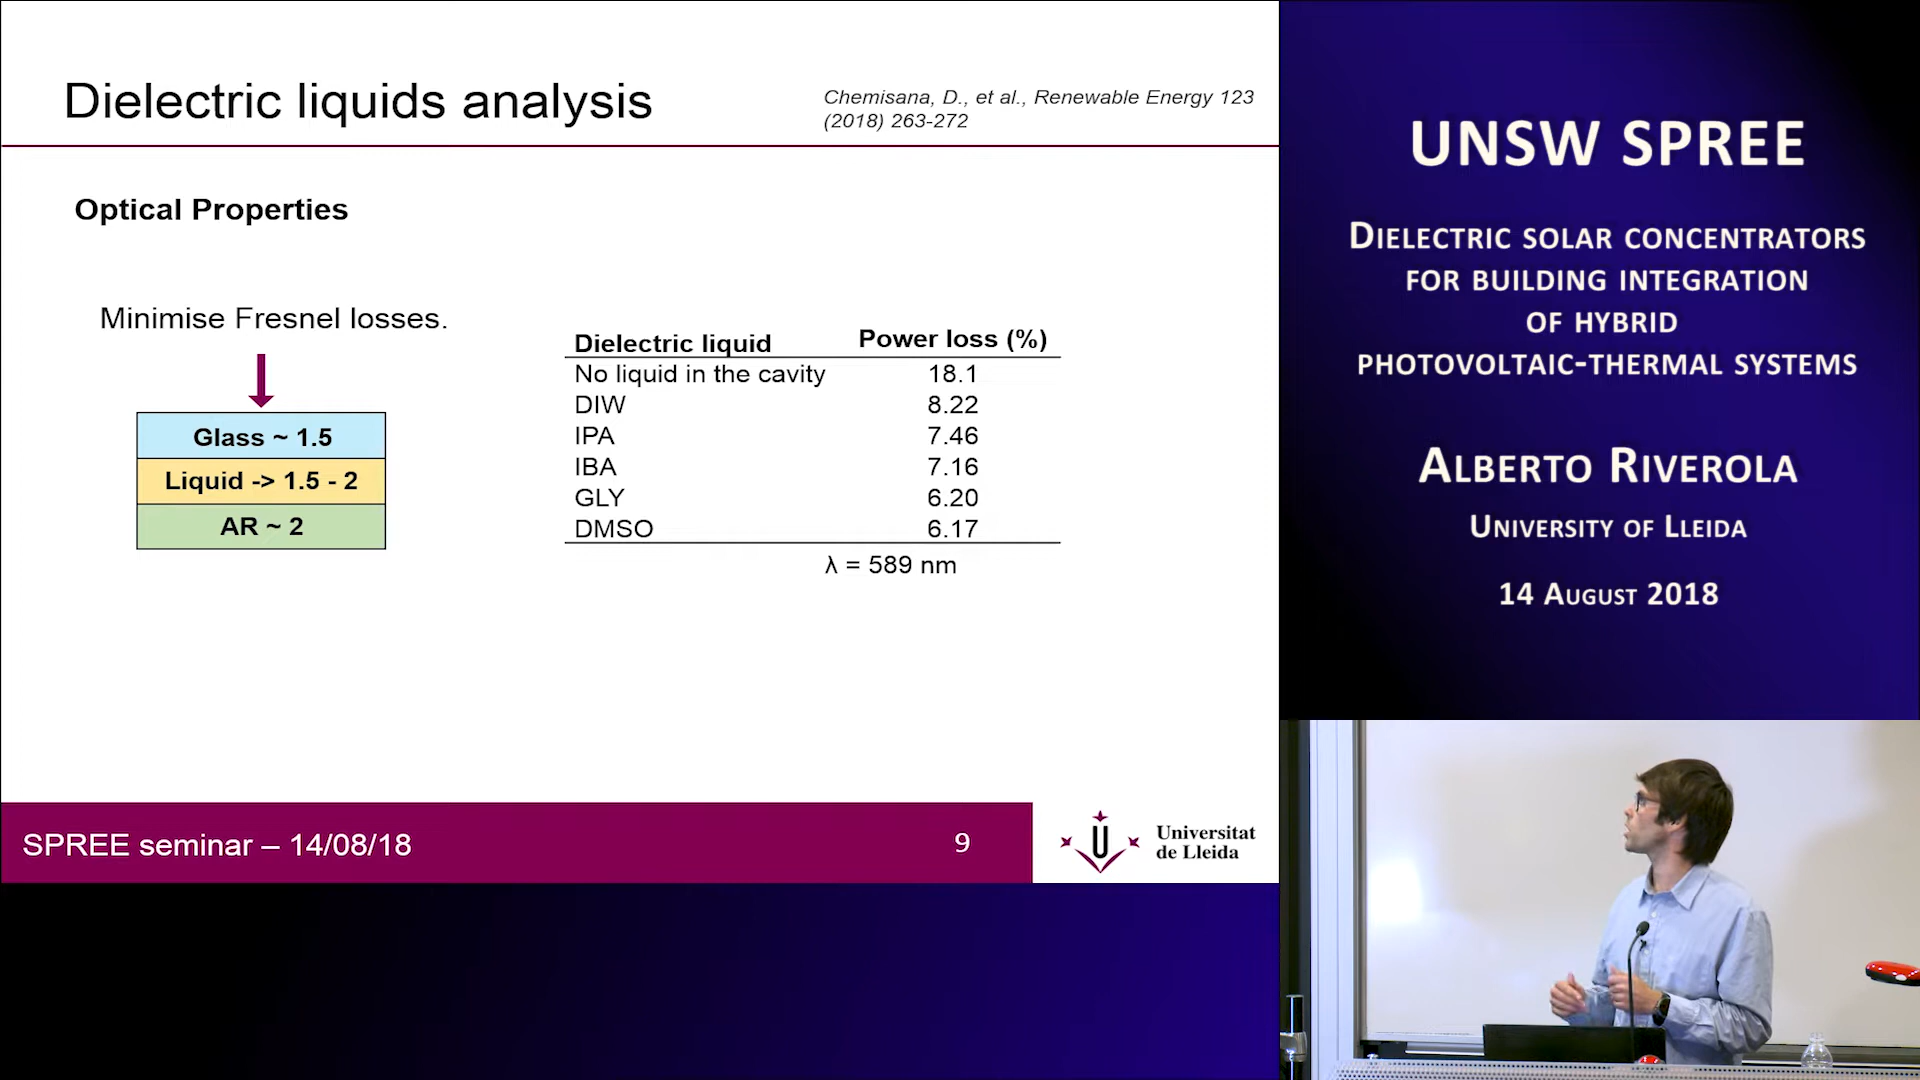 Dielectric liquids analysis
Chemisana, D., et al., Renewable Energy 123
(2018) 263-272
Optical Properties
Minimise Fresnel losses.
Glass ~ 1.5
Liquid -> 1.5 - 2
AR ~ 2
Dielectric liquid Power loss (%)
No liquid in the cavity 18.1
DIW 8.22
IPA 7.46
IBA 7.16
GLY 6.20
DMSO 6.17
λ = 589 nm
SPREE seminar – 14/08/18
9
Universitat
de Lleida
UNSW SPREE
DIELECTRIC SOLAR CONCENTRATORS
FOR BUILDING INTEGRATION
OF HYBRID
PHOTOVOLTAIC-THERMAL SYSTEMS
ALBERTO RIVEROLA
UNIVERSITY OF LLEIDA
14 AUGUST 2018